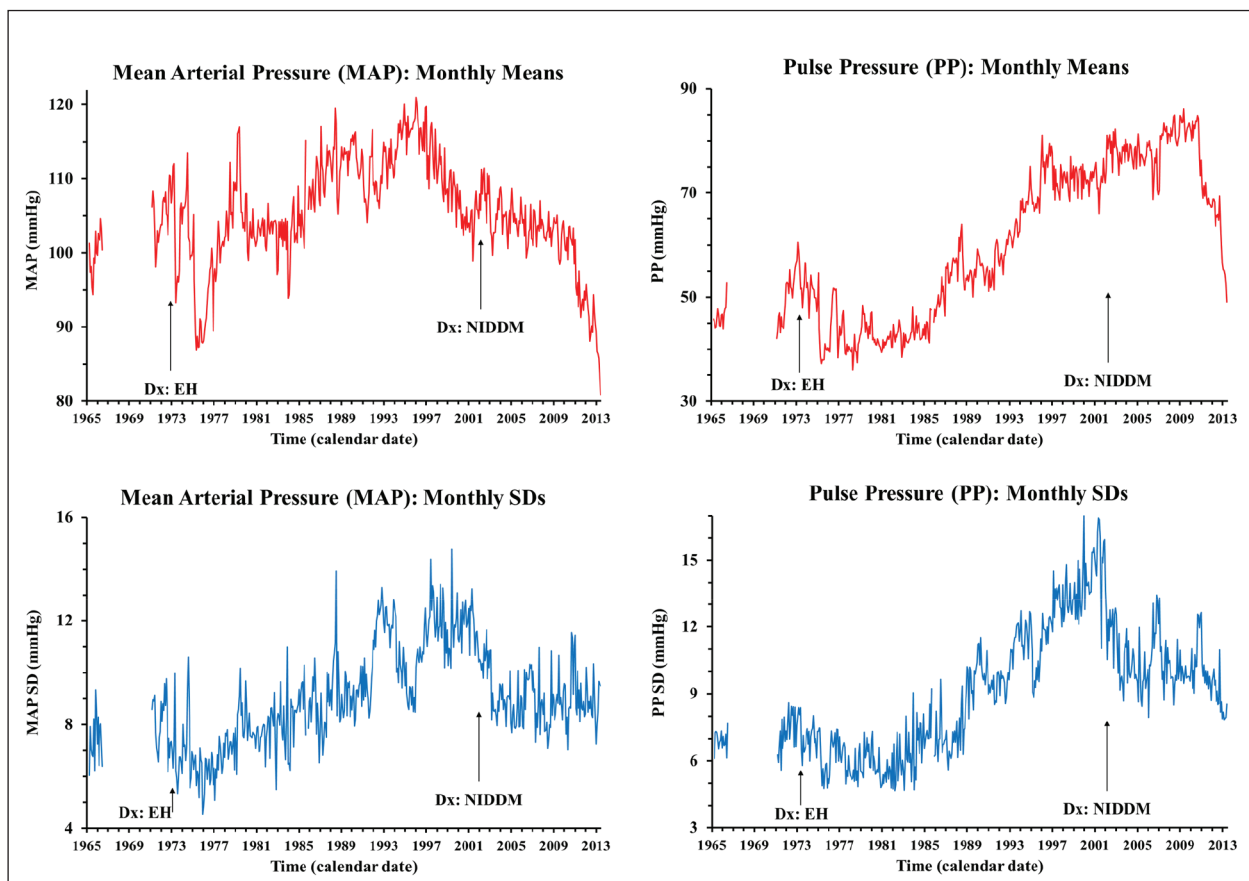 Mean Arterial Pressure (MAP): Monthly Means
120
110
100
90
80
MAP (mmHg)
Dx: EH
Dx: NIDDM
1965 1969 1973 1977 1981 1985 1989 1993 1997 2001 2005 2009 2013
Time (calendar date)
Pulse Pressure (PP): Monthly Means
90
70
50
30
PP (mmHg)
Dx: EH
Dx: NIDDM
1965 1969 1973 1977 1981 1985 1989 1993 1997 2001 2005 2009 2013
Time (calendar date)
Mean Arterial Pressure (MAP): Monthly SDs
16
12
8
4
MAP SD (mmHg)
Dx: EH
Dx: NIDDM
1965 1969 1973 1977 1981 1985 1989 1993 1997 2001 2005 2009 2013
Time (calendar date)
Pulse Pressure (PP): Monthly SDs
15
12
9
6
3
PP SD (mmHg)
Dx: EH
Dx: NIDDM
1965 1969 1973 1977 1981 1985 1989 1993 1997 2001 2005 2009 2013
Time (calendar date)